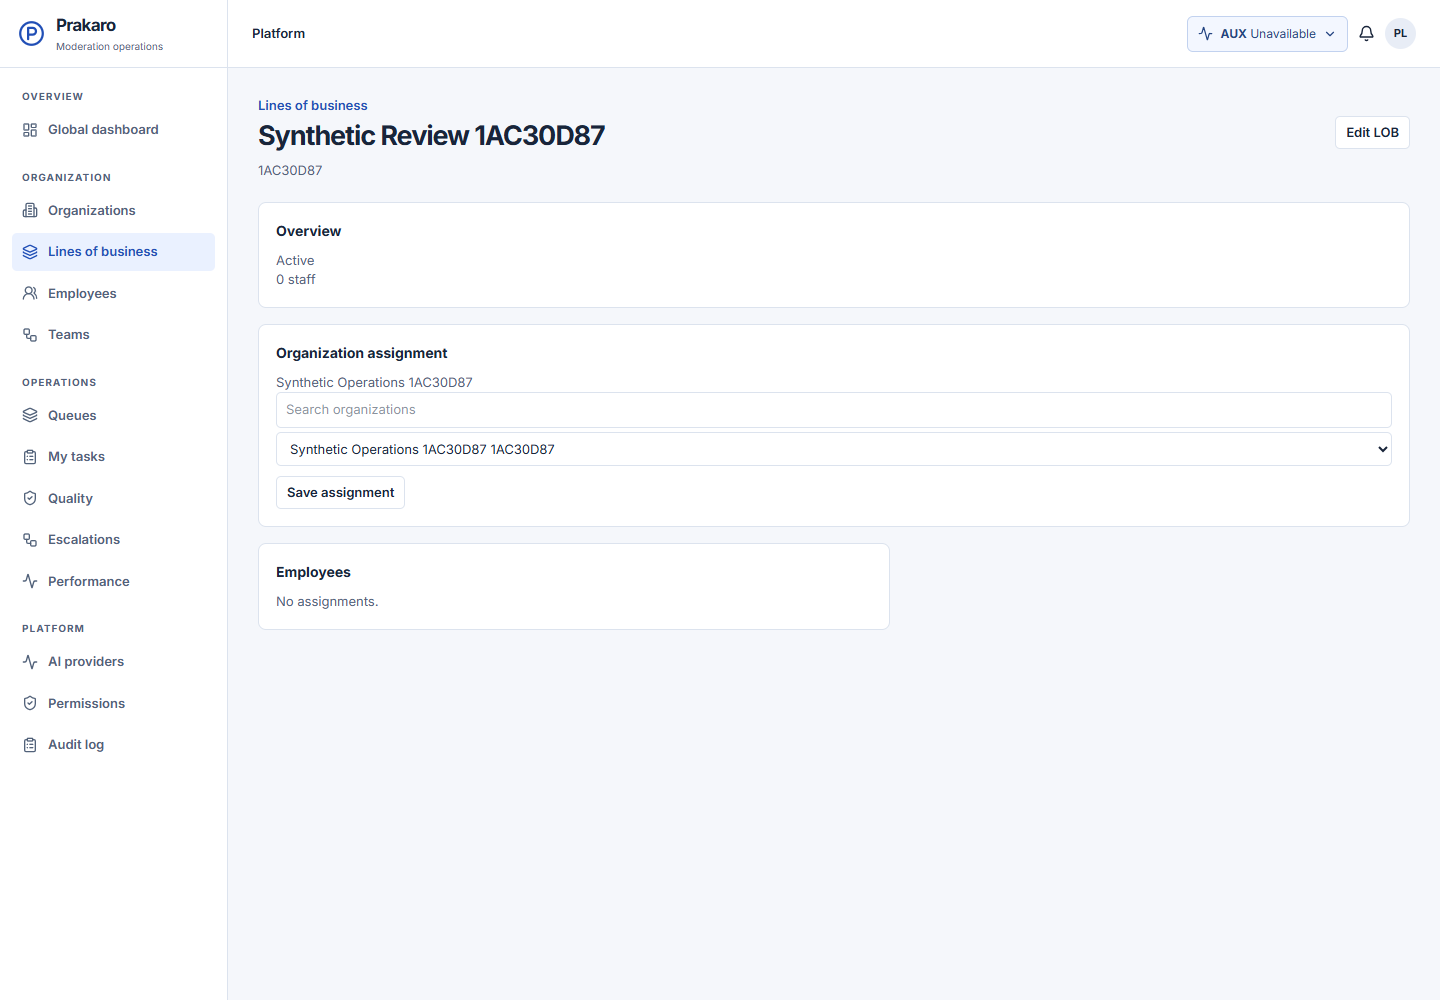 Prakaro
Moderation operations
Platform
AUX Unavailable
PL
OVERVIEW
Global dashboard
ORGANIZATION
Organizations
Lines of business
Employees
Teams
OPERATIONS
Queues
My tasks
Quality
Escalations
Performance
PLATFORM
AI providers
Permissions
Audit log
Lines of business
Synthetic Review 1AC30D87
Edit LOB
1AC30D87
Overview
Active
0 staff
Organization assignment
Synthetic Operations 1AC30D87
Search organizations
Synthetic Operations 1AC30D87 1AC30D87
Save assignment
Employees
No assignments.